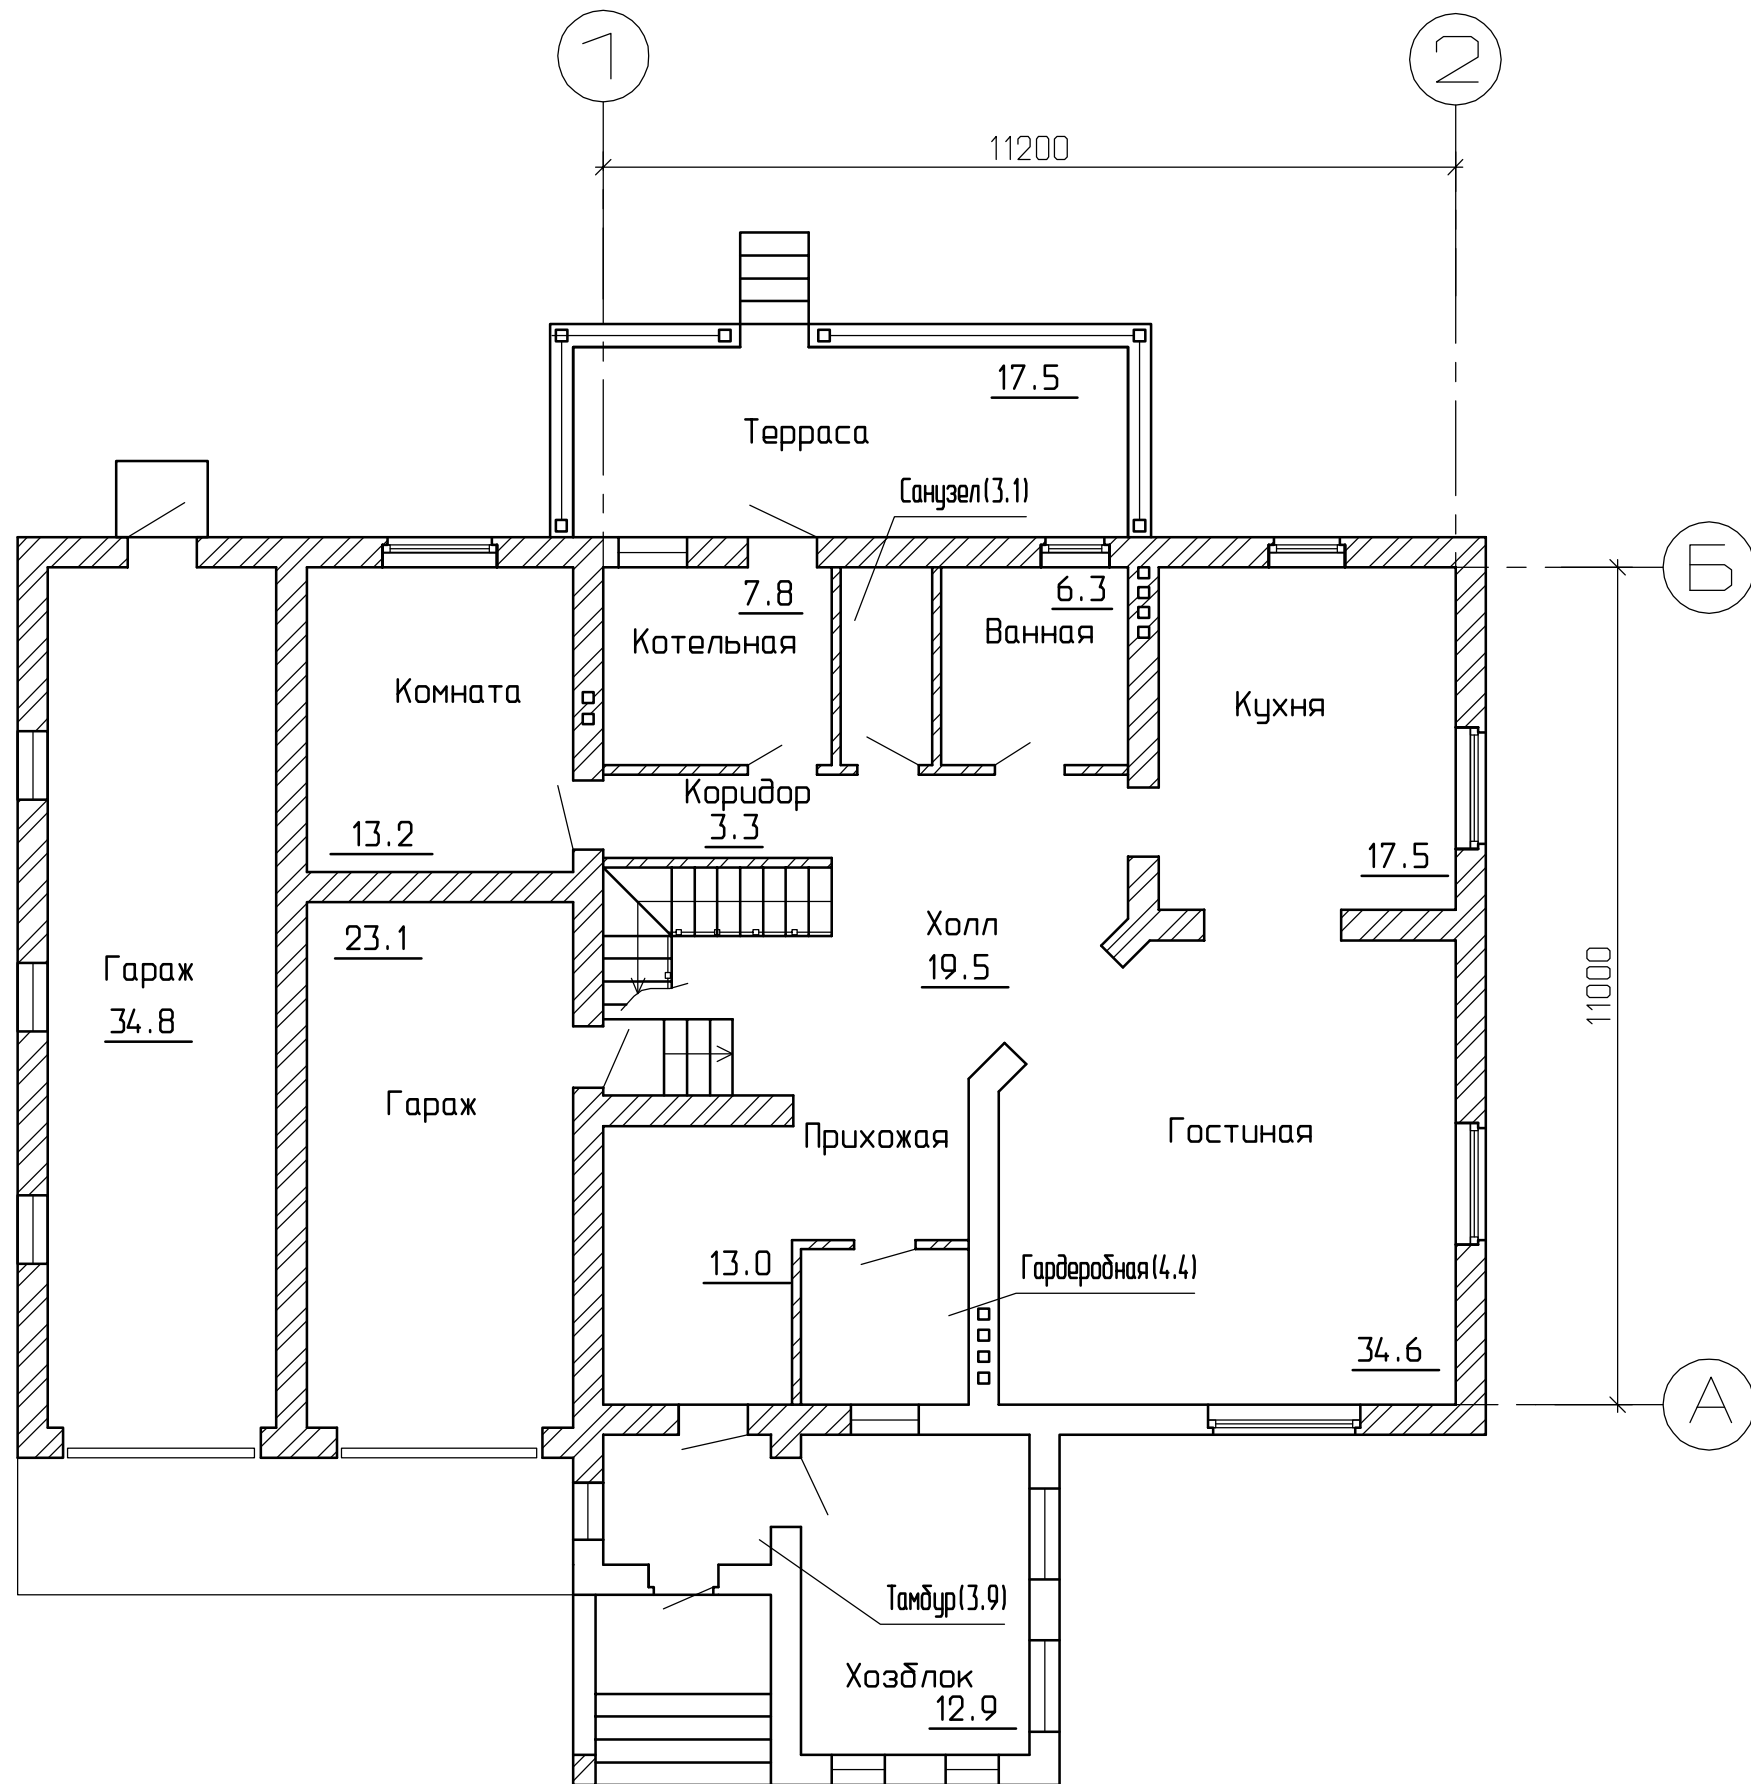 1
2
11200
17.5
Терраса
Санузел(3.1)
Б
7.8
6.3
Котельная
Ванная
Комната
Кухня
Коридор
3.3
13.2
17.5
23.1
Холл
19.5
Гараж
34.8
11000
Гараж
Прихожая
Гостиная
13.0
Гардеробная(4.4)
34.6
А
Тамбур(3.9)
Хозблок
12.9